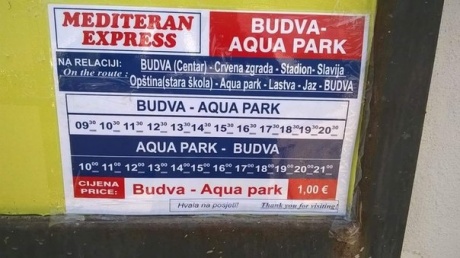 MEDITERAN
EXPRESS
BUDVA-
AQUA PARK
NA RELACIJI: BUDVA (Centar) - Crvena zgrada - Stadion- Slavija
On the route: Opština(stara škola) - Aqua park - Lastva - Jaz - BUDVA
BUDVA - AQUA PARK
09³⁰ 10³⁰ 11³⁰ 12³⁰ 13³⁰ 14³⁰ 15³⁰ 16³⁰ 17³⁰ 18³⁰ 19³⁰ 20³⁰
AQUA PARK - BUDVA
10⁰⁰ 11⁰⁰ 12⁰⁰ 13⁰⁰ 14⁰⁰ 15⁰⁰ 16⁰⁰ 17⁰⁰ 18⁰⁰ 19⁰⁰ 20⁰⁰ 21⁰⁰
CIJENA
PRICE: Budva - Aqua park 1,00 €
Hvala na posjeti! Thank you for visiting!